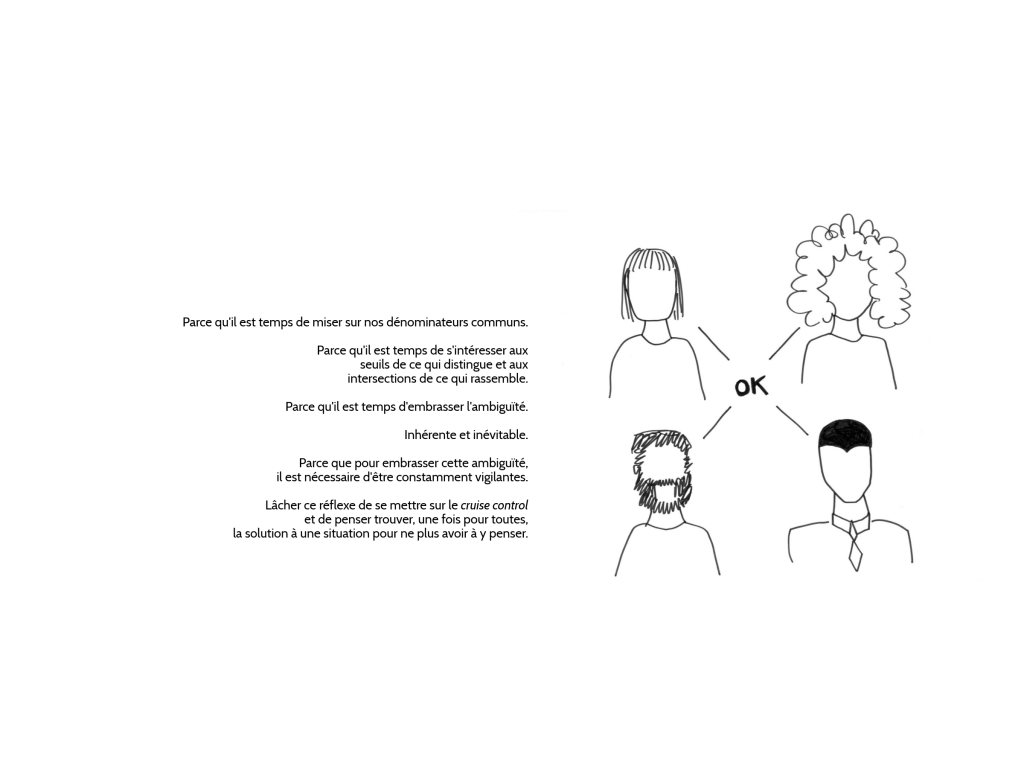 Parce qu'il est temps de miser sur nos dénominateurs communs.
Parce qu'il est temps de s'intéresser aux
seuils de ce qui distingue et aux
intersections de ce qui rassemble.
Parce qu'il est temps d'embrasser l'ambiguïté.
Inhérente et inévitable.
Parce que pour embrasser cette ambiguïté,
il est nécessaire d'être constamment vigilantes.
Lâcher ce réflexe de se mettre sur le cruise control
et de penser trouver, une fois pour toutes,
la solution à une situation pour ne plus avoir à y penser.
OK